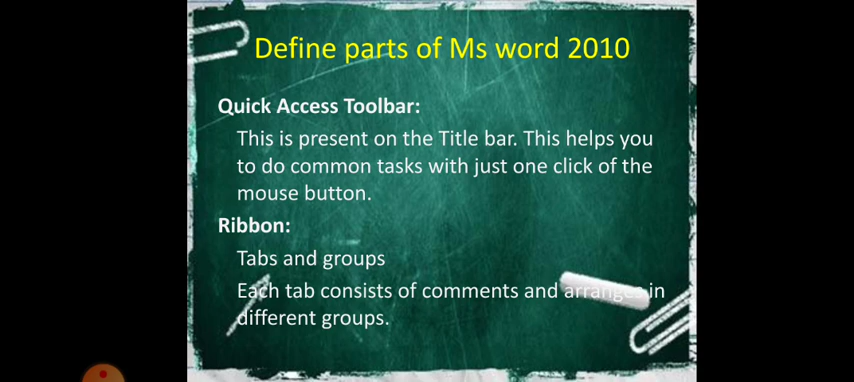 Define parts of Ms word 2010
Quick Access Toolbar:
This is present on the Title bar. This helps you
to do common tasks with just one click of the
mouse button.
Ribbon:
Tabs and groups
Each tab consists of comments and arranges in
different groups.